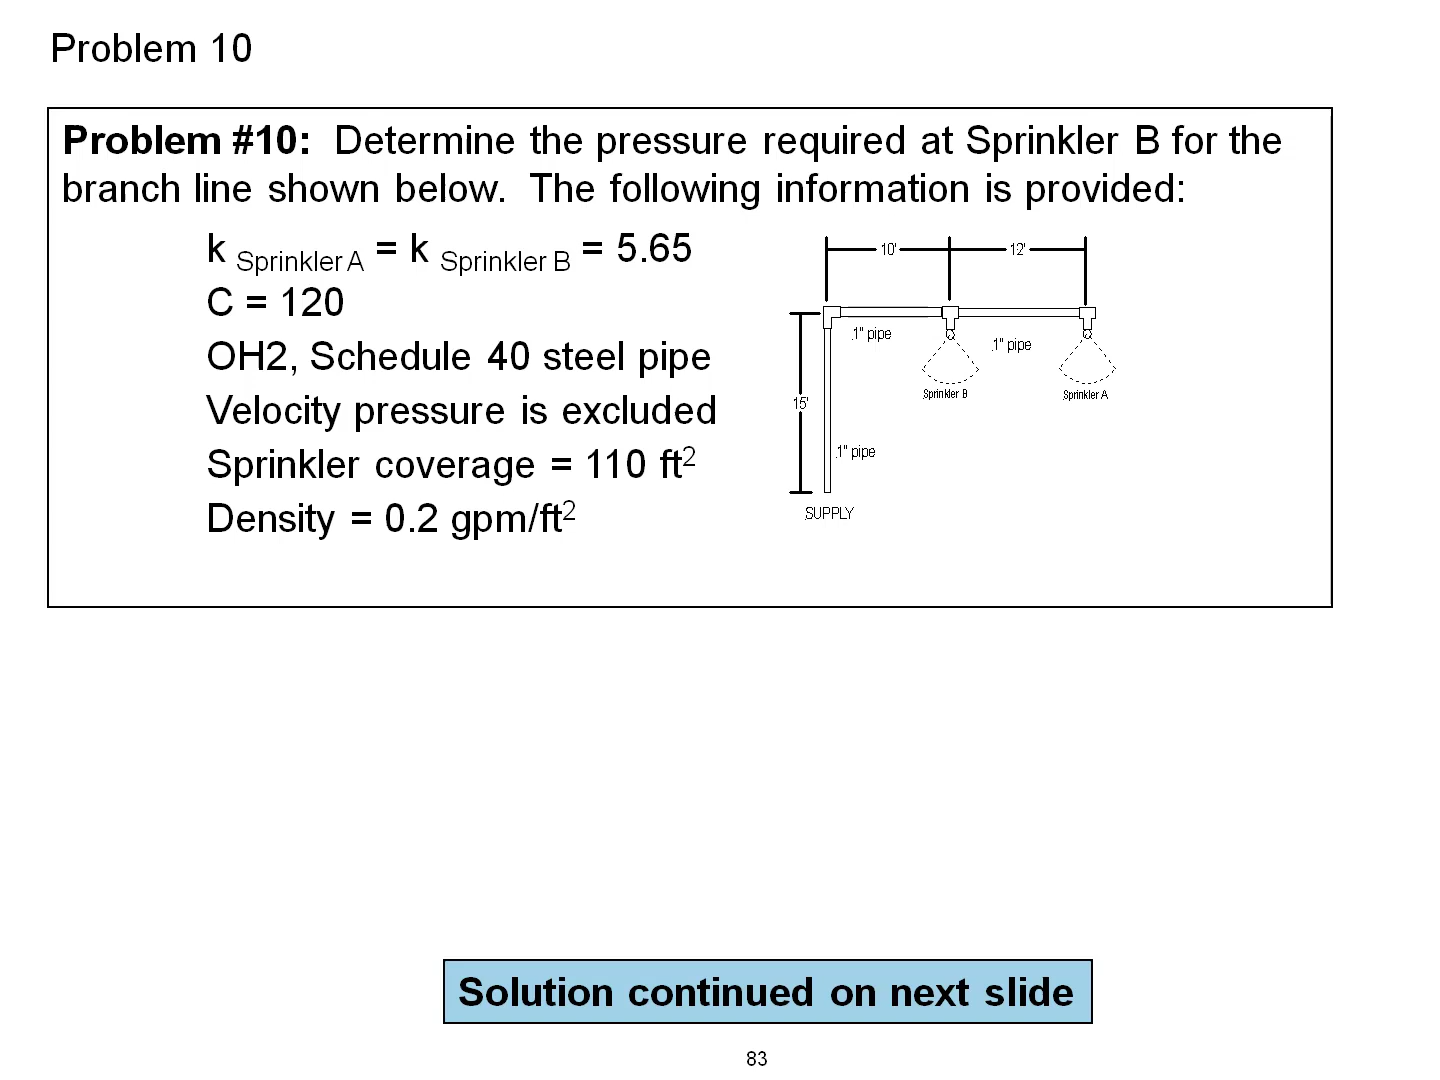 Problem 10
Problem #10: Determine the pressure required at Sprinkler B for the
branch line shown below. The following information is provided:
k Sprinkler A = k Sprinkler B = 5.65
C = 120
OH2, Schedule 40 steel pipe
Velocity pressure is excluded
Sprinkler coverage = 110 ft²
Density = 0.2 gpm/ft²
10' 12'
1" pipe 1" pipe
Sprinkler B Sprinkler A
15'
1" pipe
SUPPLY
Solution continued on next slide
83